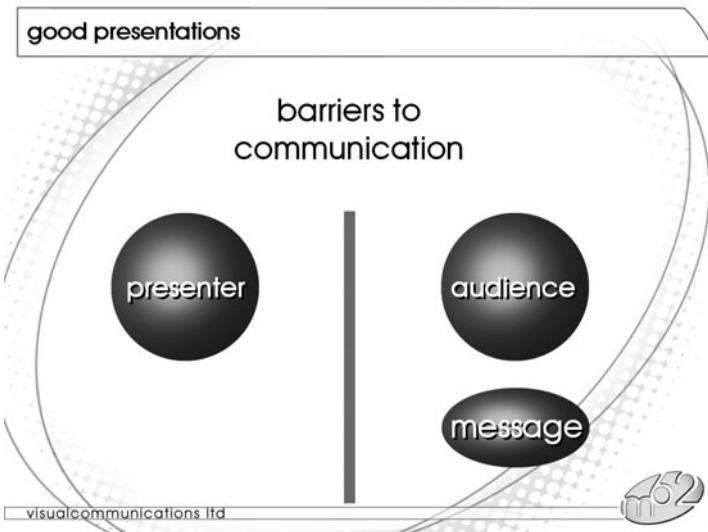 good presentations
barriers to
communication
presenter
audience
message
visualcommunications ltd
m62